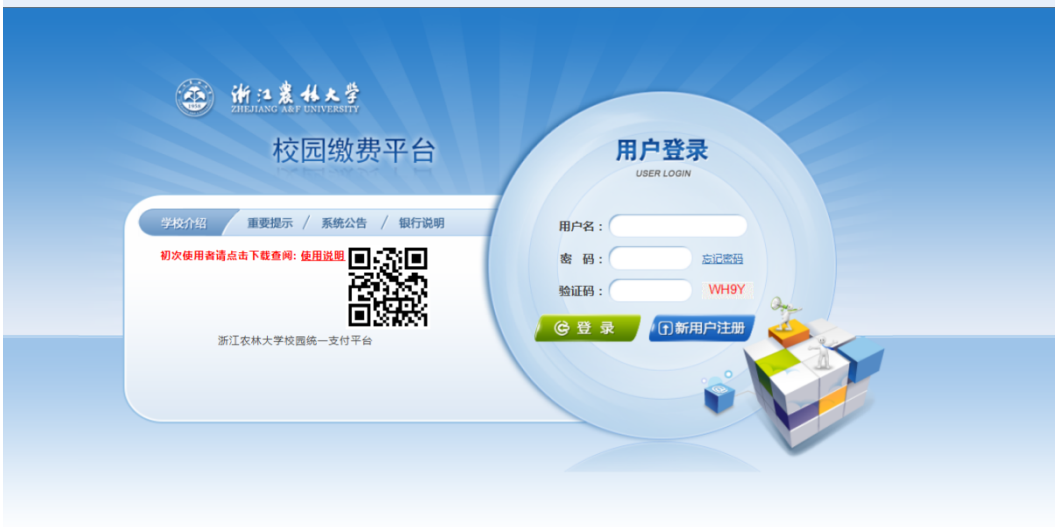 浙江农林大学
ZHEJIANG A&F UNIVERSITY
校园缴费平台
学校介绍 重要提示 / 系统公告 / 银行说明
初次使用者请点击下载查阅: 使用说明
浙江农林大学校园统一支付平台
用户登录
USER LOGIN
用户名：
密 码： 忘记密码
验证码： WH9Y
登 录 新用户注册